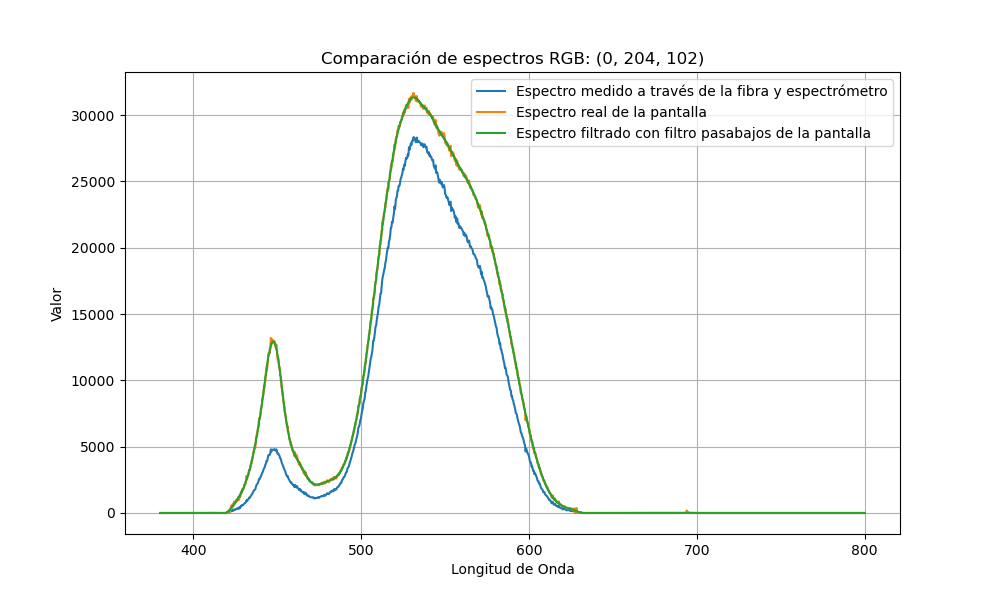 Comparación de espectros RGB: (0, 204, 102)
Espectro medido a través de la fibra y espectrómetro
Espectro real de la pantalla
Espectro filtrado con filtro pasabajos de la pantalla
Valor
30000
25000
20000
15000
10000
5000
0
400 500 600 700 800
Longitud de Onda